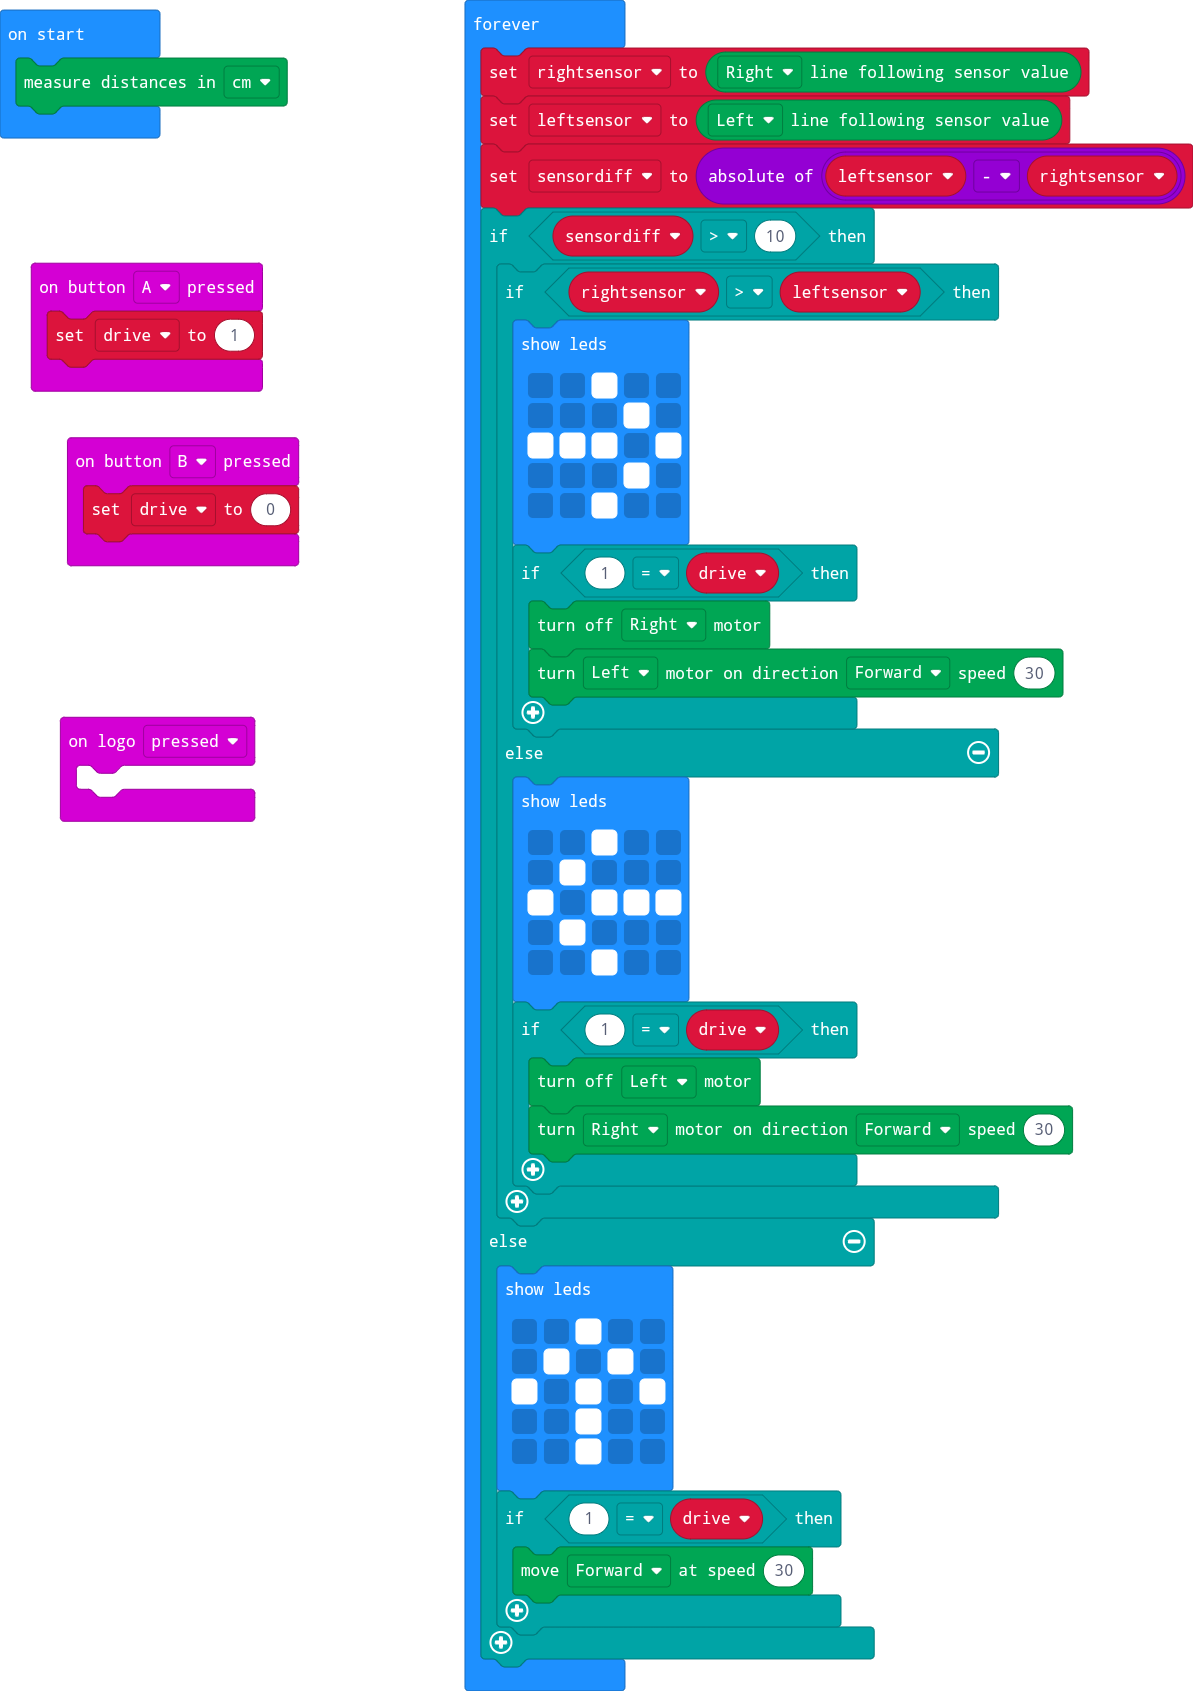 on start
measure distances in cm
on button A pressed
set drive to 1
on button B pressed
set drive to 0
on logo pressed
forever
set rightsensor to Right line following sensor value
set leftsensor to Left line following sensor value
set sensordiff to absolute of leftsensor - rightsensor
if sensordiff > 10 then
if rightsensor > leftsensor then
show leds
if 1 = drive then
turn off Right motor
turn Left motor on direction Forward speed 30
else
show leds
if 1 = drive then
turn off Left motor
turn Right motor on direction Forward speed 30
else
show leds
if 1 = drive then
move Forward at speed 30